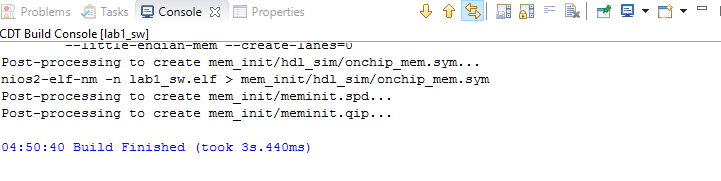 Problems Tasks Console Properties
CDT Build Console [lab1_sw]
--little-endian-mem --create-lanes=0
Post-processing to create mem_init/hdl_sim/onchip_mem.sym...
nios2-elf-nm -n lab1_sw.elf > mem_init/hdl_sim/onchip_mem.sym
Post-processing to create mem_init/meminit.spd...
Post-processing to create mem_init/meminit.qip...
04:50:40 Build Finished (took 3s.440ms)